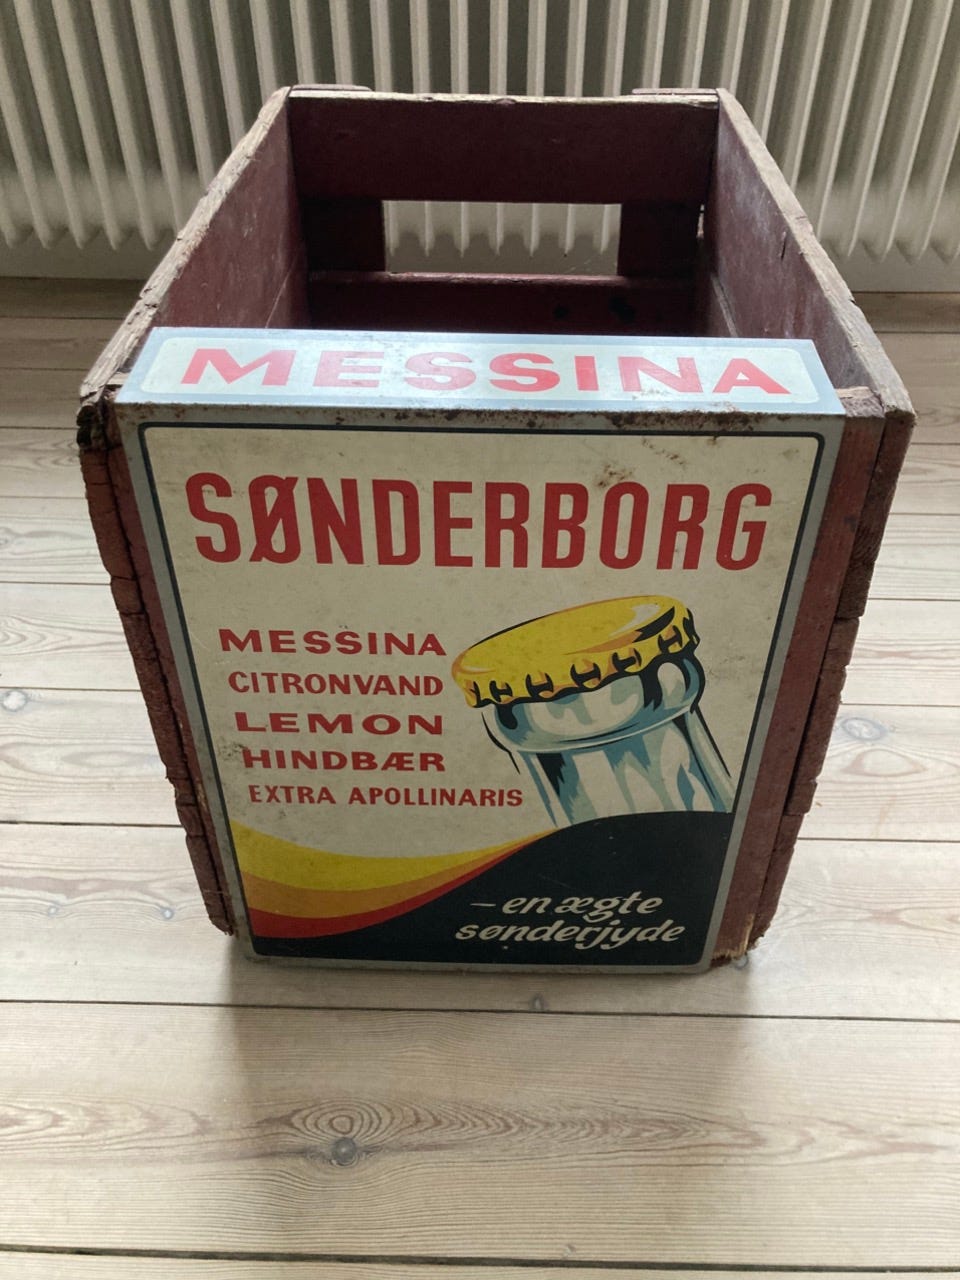 MESSINA
SØNDERBORG
MESSINA
CITRONVAND
LEMON
HINDBÆR
EXTRA APOLLINARIS
– en ægte
sønderjyde